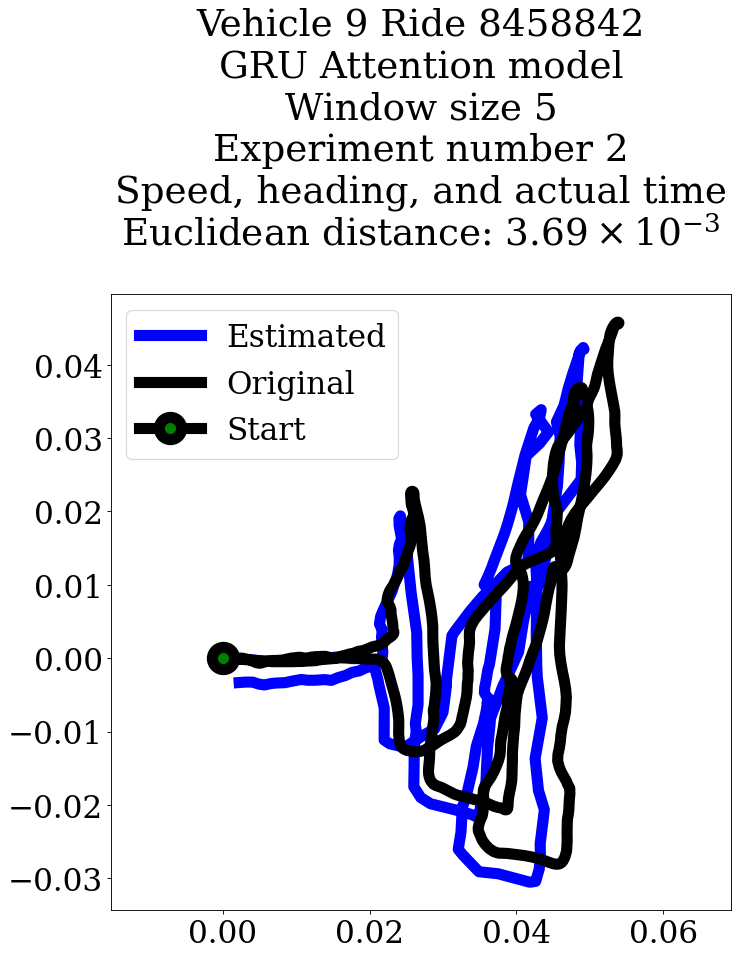 Vehicle 9 Ride 8458842
GRU Attention model
Window size 5
Experiment number 2
Speed, heading, and actual time
Euclidean distance: 3.69 × 10⁻³
Estimated
Original
Start
0.04
0.03
0.02
0.01
0.00
−0.01
−0.02
−0.03
0.00 0.02 0.04 0.06